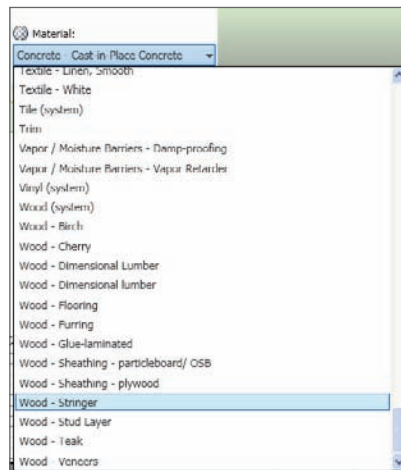 Material:
Concrete - Cast-in-Place Concrete
Textile - Linen, Smooth
Textile - White
Tile (system)
Trim
Vapor / Moisture Barriers - Damp-proofing
Vapor / Moisture Barriers - Vapor Retarder
Vinyl (system)
Wood (system)
Wood - Birch
Wood - Cherry
Wood - Dimensional Lumber
Wood - Dimensional lumber
Wood - Flooring
Wood - Furring
Wood - Glue-laminated
Wood - Sheathing - particleboard/ OSB
Wood - Sheathing - plywood
Wood - Stringer
Wood - Stud Layer
Wood - Teak
Wood - Veneers